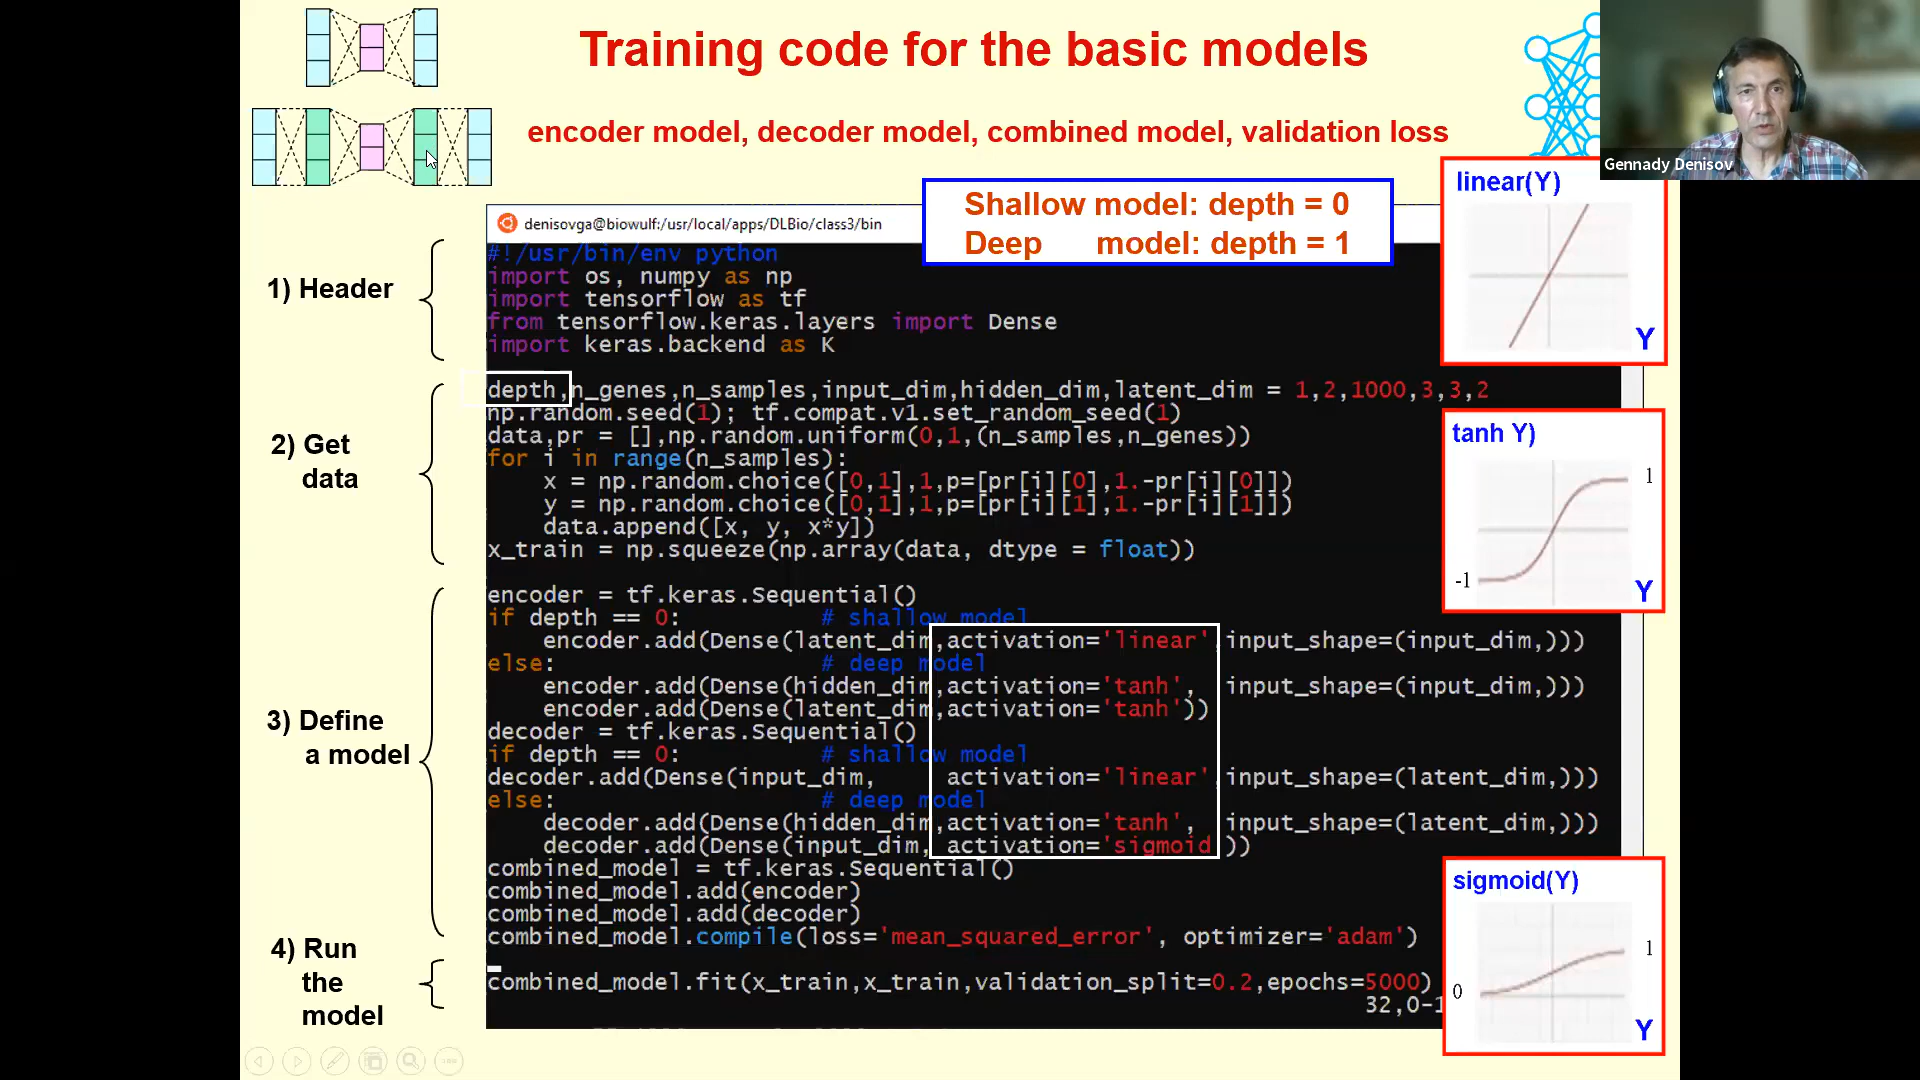 Training code for the basic models
encoder model, decoder model, combined model, validation loss
Gennady Denisov
Shallow model: depth = 0
Deep model: depth = 1
linear(Y)
Y
tanh Y)
1
-1
Y
sigmoid(Y)
1
0
Y
1) Header
2) Get
data
3) Define
a model
4) Run
the
model
denisovga@biowulf:/usr/local/apps/DLBio/class3/bin
#!/usr/bin/env python
import os, numpy as np
import tensorflow as tf
from tensorflow.keras.layers import Dense
import keras.backend as K
depth,n_genes,n_samples,input_dim,hidden_dim,latent_dim = 1,2,1000,3,3,2
np.random.seed(1); tf.compat.v1.set_random_seed(1)
data,pr = [],np.random.uniform(0,1,(n_samples,n_genes))
for i in range(n_samples):
    x = np.random.choice([0,1],1,p=[pr[i][0],1.-pr[i][0]])
    y = np.random.choice([0,1],1,p=[pr[i][1],1.-pr[i][1]])
    data.append([x, y, x*y])
x_train = np.squeeze(np.array(data, dtype = float))
encoder = tf.keras.Sequential()
if depth == 0:          # shallow model
    encoder.add(Dense(latent_dim,activation='linear' input_shape=(input_dim,)))
else:                   # deep model
    encoder.add(Dense(hidden_dim,activation='tanh',  input_shape=(input_dim,)))
    encoder.add(Dense(latent_dim,activation='tanh'))
decoder = tf.keras.Sequential()
if depth == 0:          # shallow model
decoder.add(Dense(input_dim,     activation='linear' input_shape=(latent_dim,)))
else:                   # deep model
    decoder.add(Dense(hidden_dim,activation='tanh',  input_shape=(latent_dim,)))
    decoder.add(Dense(input_dim, activation='sigmoid ))
combined_model = tf.keras.Sequential()
combined_model.add(encoder)
combined_model.add(decoder)
combined_model.compile(loss='mean_squared_error', optimizer='adam')
combined_model.fit(x_train,x_train,validation_split=0.2,epochs=5000)
32,0-1